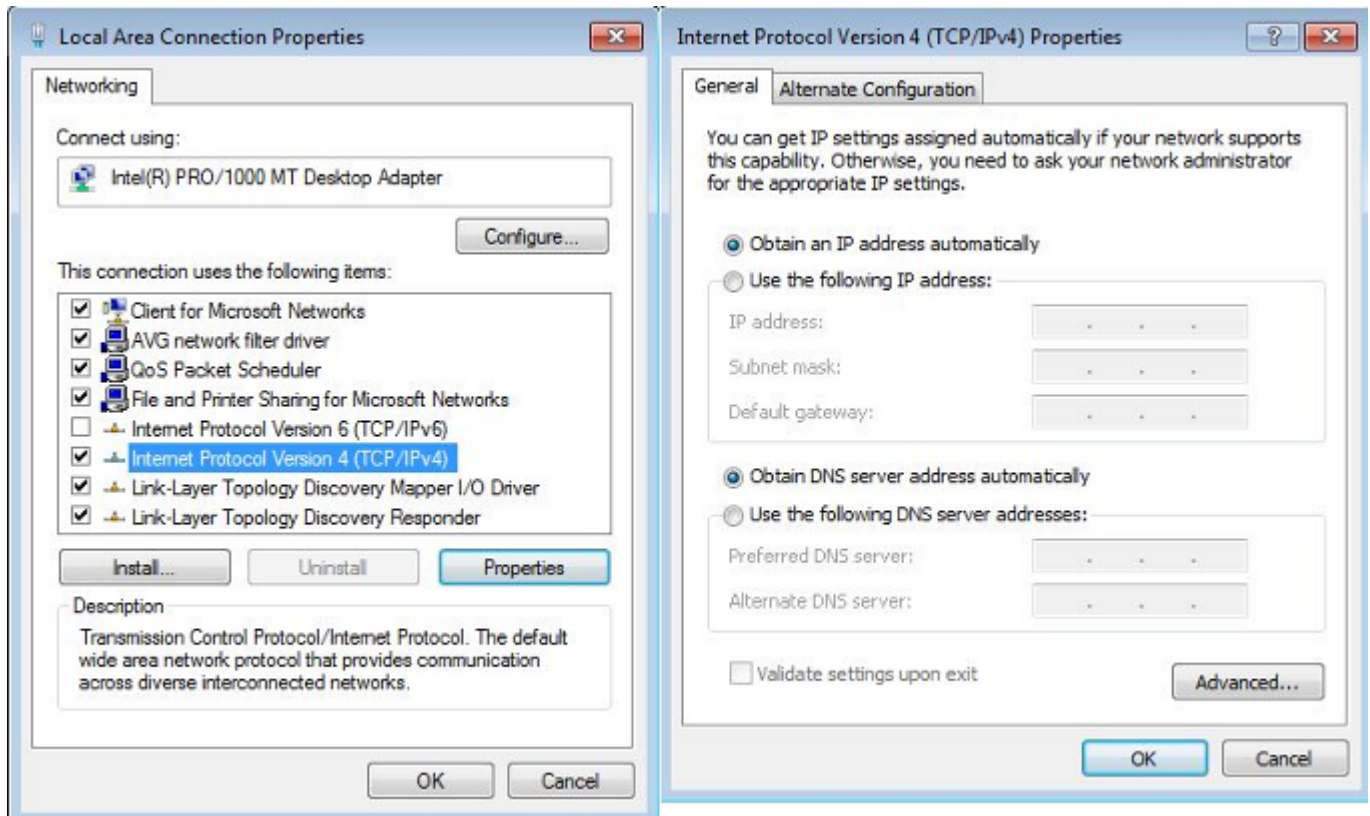 Local Area Connection Properties
Networking
Connect using:
Intel(R) PRO/1000 MT Desktop Adapter
Configure...
This connection uses the following items:
Client for Microsoft Networks
AVG network filter driver
QoS Packet Scheduler
File and Printer Sharing for Microsoft Networks
Internet Protocol Version 6 (TCP/IPv6)
Internet Protocol Version 4 (TCP/IPv4)
Link-Layer Topology Discovery Mapper I/O Driver
Link-Layer Topology Discovery Responder
Install... Uninstall Properties
Description
Transmission Control Protocol/Internet Protocol. The default
wide area network protocol that provides communication
across diverse interconnected networks.
OK Cancel
Internet Protocol Version 4 (TCP/IPv4) Properties
General Alternate Configuration
You can get IP settings assigned automatically if your network supports
this capability. Otherwise, you need to ask your network administrator
for the appropriate IP settings.
Obtain an IP address automatically
Use the following IP address:
IP address: . . .
Subnet mask: . . .
Default gateway: . . .
Obtain DNS server address automatically
Use the following DNS server addresses:
Preferred DNS server: . . .
Alternate DNS server: . . .
Validate settings upon exit
Advanced...
OK Cancel